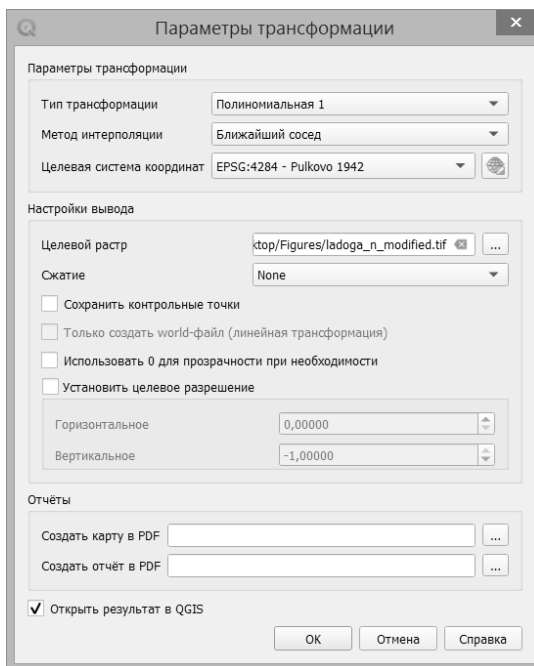 Параметры трансформации
Параметры трансформации
Тип трансформации Полиномиальная 1
Метод интерполяции Ближайший сосед
Целевая система координат EPSG:4284 - Pulkovo 1942
Настройки вывода
Целевой растр top/Figures/ladoga_n_modified.tif ...
Сжатие None
Сохранить контрольные точки
Только создать world-файл (линейная трансформация)
Использовать 0 для прозрачности при необходимости
Установить целевое разрешение
Горизонтальное 0,00000
Вертикальное -1,00000
Отчёты
Создать карту в PDF ...
Создать отчёт в PDF ...
Открыть результат в QGIS
OK Отмена Справка